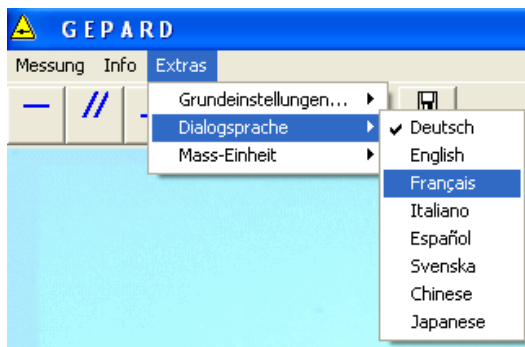 GEPARD
Messung Info Extras
Grundeinstellungen...
Dialogsprache
Mass-Einheit
Deutsch
English
Français
Italiano
Español
Svenska
Chinese
Japanese